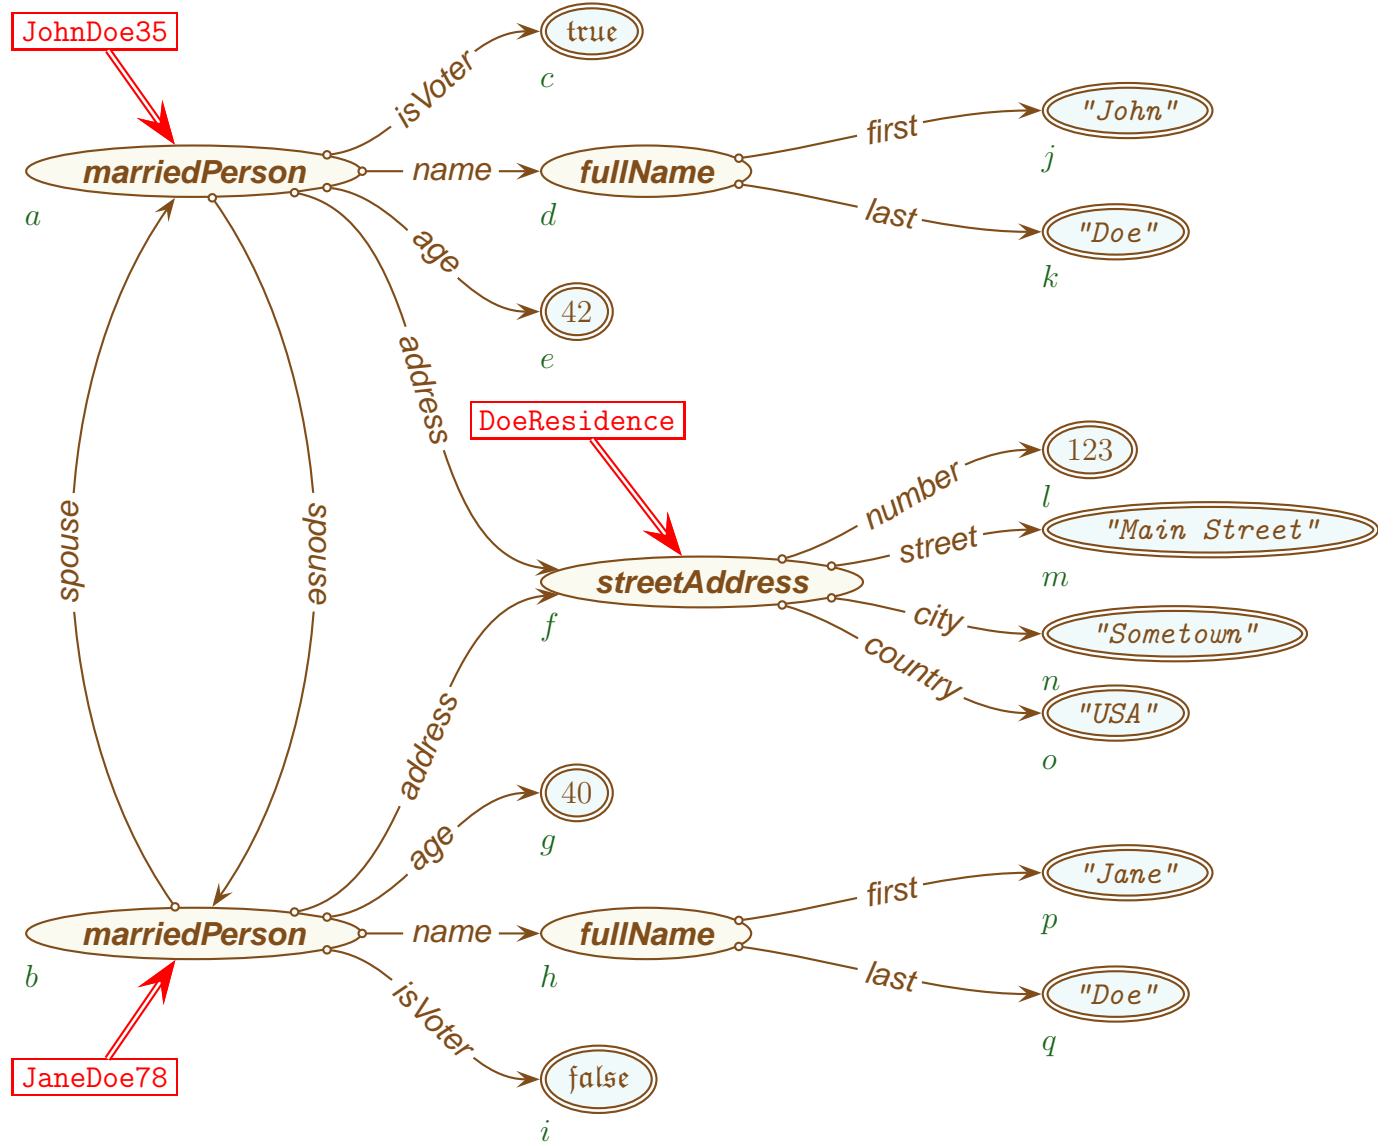 JohnDoe35
true
c
isVoter
"John"
first
j
marriedPerson
name
fullName
a
d
last
"Doe"
k
age
42
e
address
DoeResidence
123
number
l
spouse
spouse
street
"Main Street"
streetAddress
m
f
city
"Sometown"
country
n
"USA"
o
address
40
g
age
"Jane"
first
p
marriedPerson
name
fullName
b
h
last
"Doe"
q
isVoter
JaneDoe78
false
i